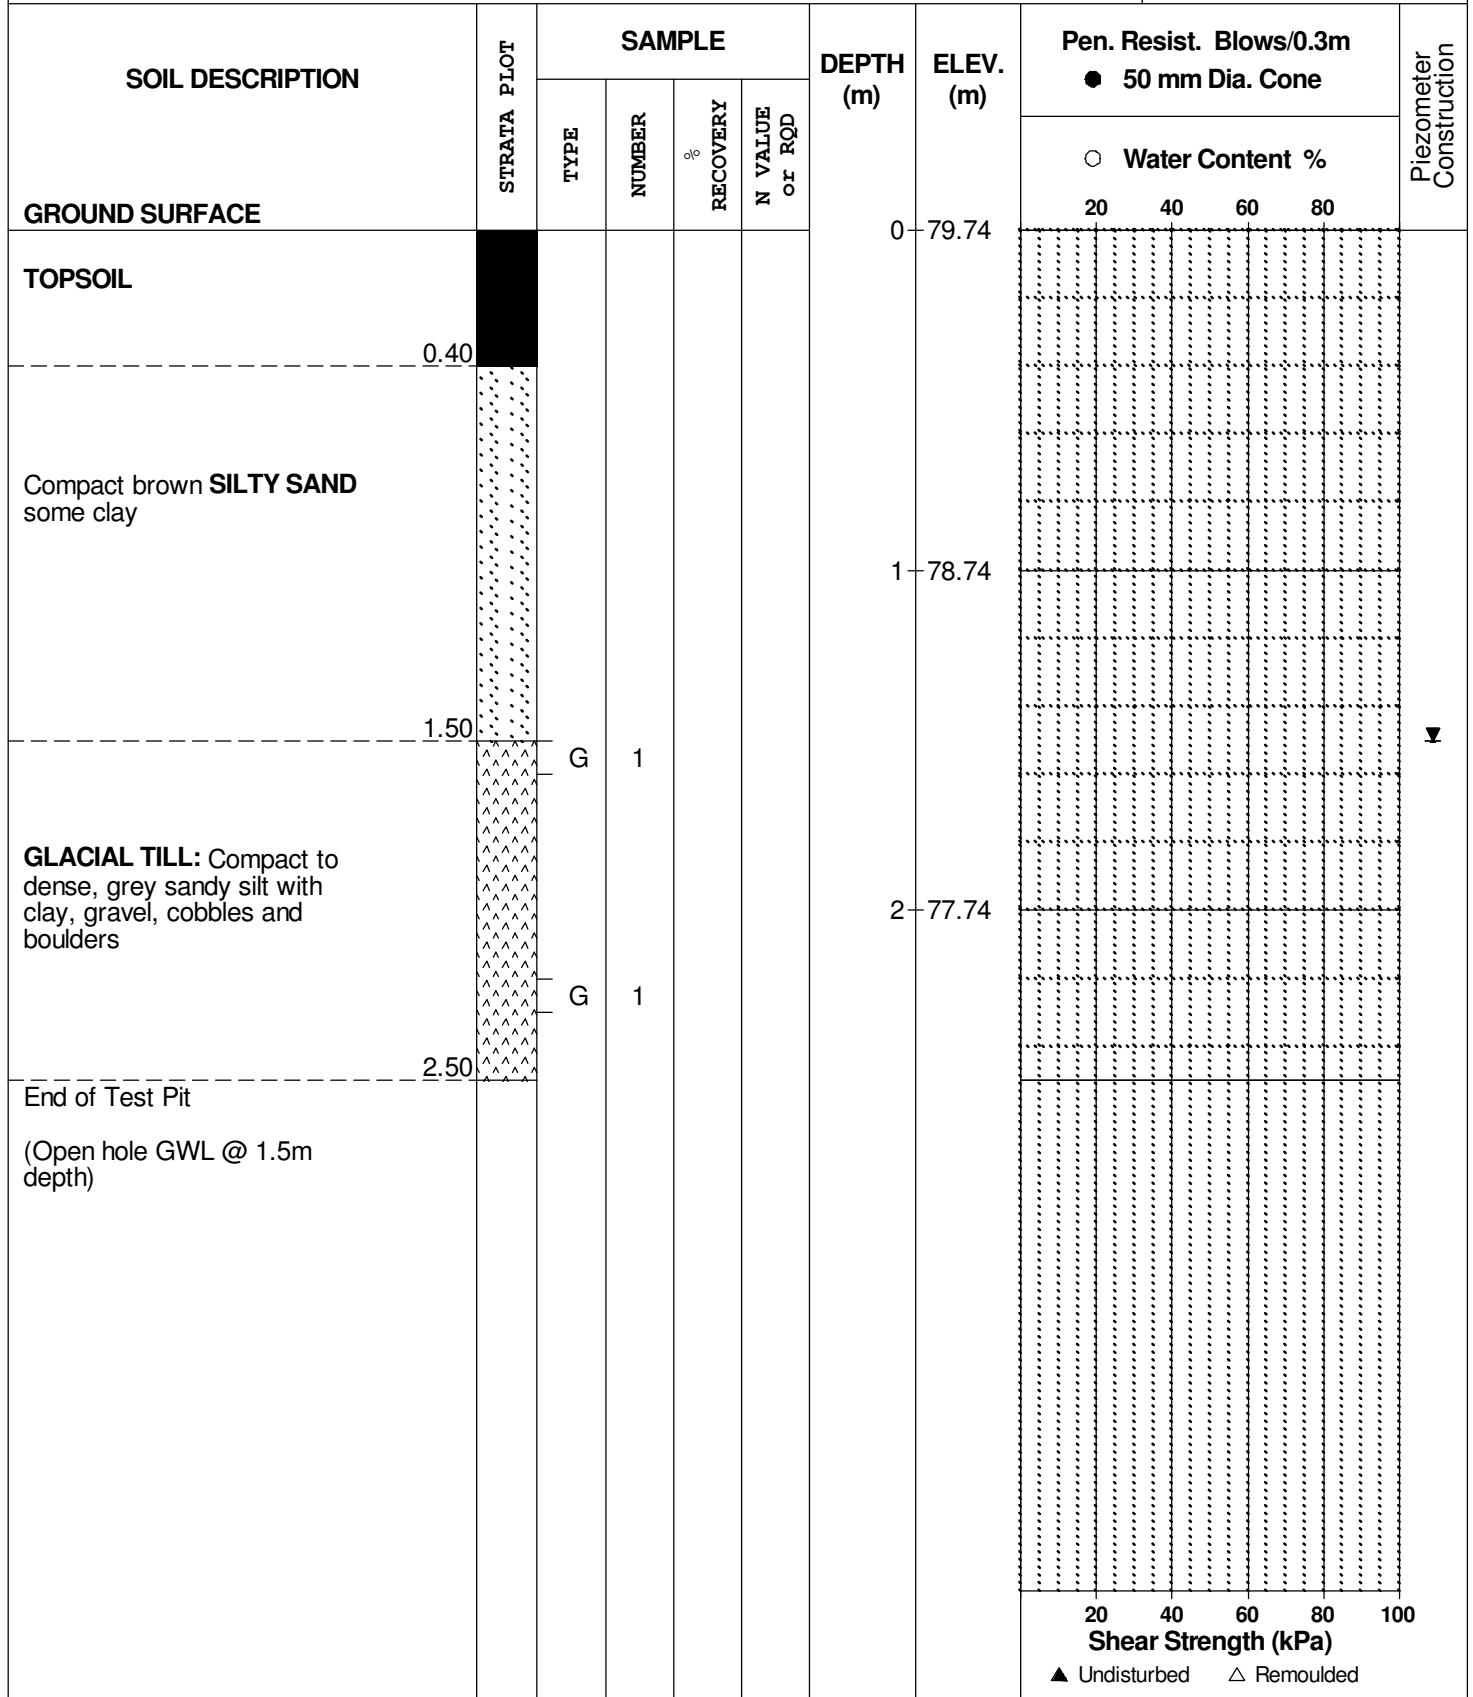 SOIL DESCRIPTION
GROUND SURFACE
STRATA PLOT
SAMPLE
TYPE
NUMBER
%
RECOVERY
N VALUE
or RQD
DEPTH
(m)
ELEV.
(m)
Pen. Resist. Blows/0.3m
● 50 mm Dia. Cone
○ Water Content %
20 40 60 80
Piezometer
Construction
0 79.74
TOPSOIL
0.40
Compact brown SILTY SAND
some clay
1 78.74
1.50
G 1
GLACIAL TILL: Compact to
dense, grey sandy silt with
clay, gravel, cobbles and
boulders
2 77.74
G 1
2.50
End of Test Pit
(Open hole GWL @ 1.5m
depth)
20 40 60 80 100
Shear Strength (kPa)
▲ Undisturbed △ Remoulded